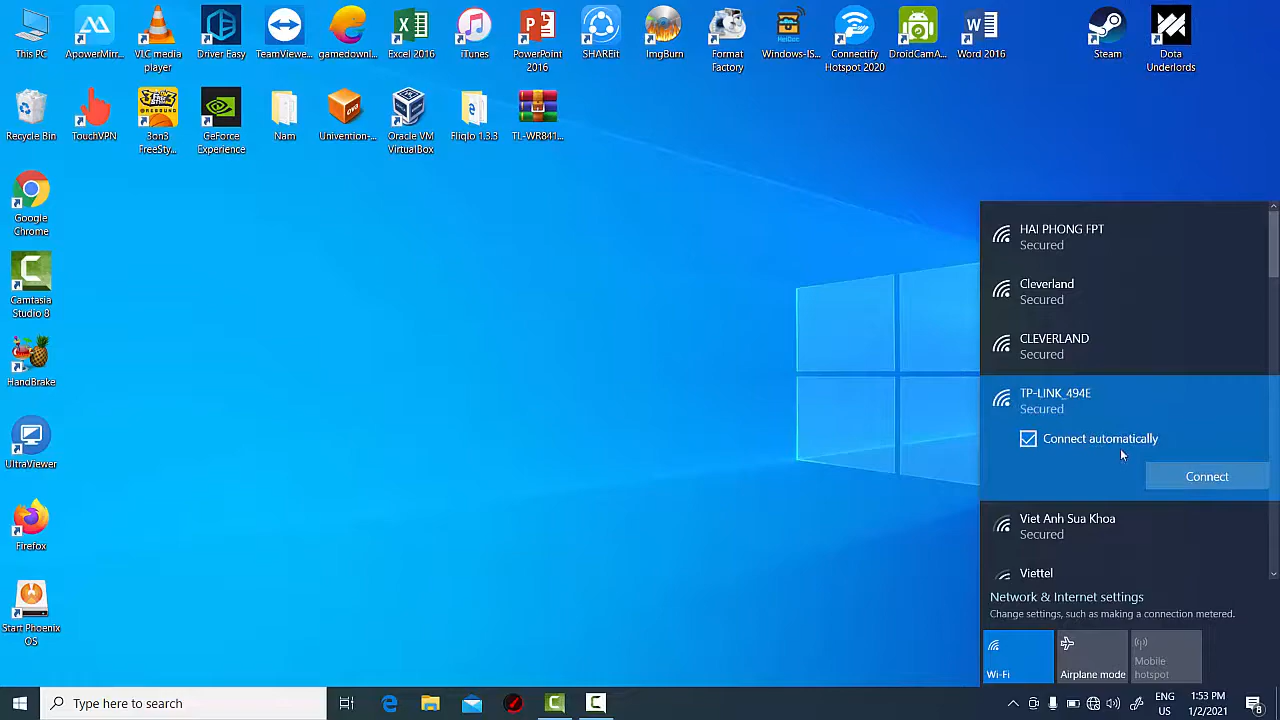 This PC
ApowerMirr...
VLC media
player
Driver Easy
TeamViewe...
gamedownl...
Excel 2016
iTunes
PowerPoint
2016
SHAREit
ImgBurn
Format
Factory
Windows-IS...
Connectify
Hotspot 2020
DroidCamA...
Word 2016
Steam
Dota
Underlords
Recycle Bin
TouchVPN
3on3
FreeSty...
GeForce
Experience
Nam
Univention-...
Oracle VM
VirtualBox
Fliqlo 1.3.3
TL-WR841...
Google
Chrome
Camtasia
Studio 8
HandBrake
UltraViewer
Firefox
Start Phoenix
OS
HAI PHONG FPT
Secured
Cleverland
Secured
CLEVERLAND
Secured
TP-LINK_494E
Secured
Connect automatically
Connect
Viet Anh Sua Khoa
Secured
Viettel
Network & Internet settings
Change settings, such as making a connection metered.
Wi-Fi
Airplane mode
Mobile
hotspot
Type here to search
ENG
US
1:53 PM
1/2/2021
8